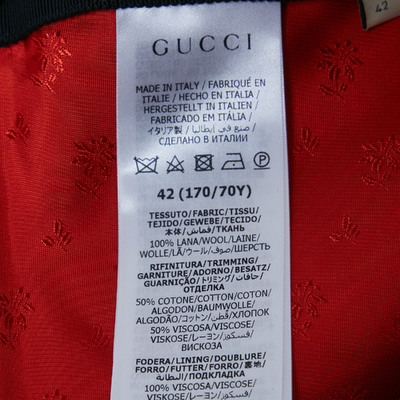 GUCCI
MADE IN ITALY / FABRIQUÉ EN
ITALIE / HECHO EN ITALIA
HERGESTELLT IN ITALIEN /
FABRICADO EM ITÁLIA /
イタリア製 / صنع في إيطاليا /
СДЕЛАНО В ИТАЛИИ
42 (170/70Y)
TESSUTO/FABRIC/TISSU/
TEJIDO/GEWEBE/TECIDO/
本体/قماش/ТКАНЬ
100% LANA/WOOL/LAINE/
WOLLE/LÃ/ウール/صوف/ШЕРСТЬ
RIFINITURA/TRIMMING/
GARNITURE/ADORNO/BESATZ/
GUARNIÇÃO/トリミング/حافات/
ОТДЕЛКА
50% COTONE/COTTON/COTON/
ALGODON/BAUMWOLLE/
ALGODÃO/コットン/قطن/ХЛОПОК
50% VISCOSA/VISCOSE/
VISKOSE/レーヨン/فسكوز/
ВИСКОЗА
FODERA/LINING/DOUBLURE/
FORRO/FUTTER/FORRO/裏地/
البطانة/ПОДКЛАДКА
100% VISCOSA/VISCOSE/
VISKOSE/レーヨン/فسكوز/
42